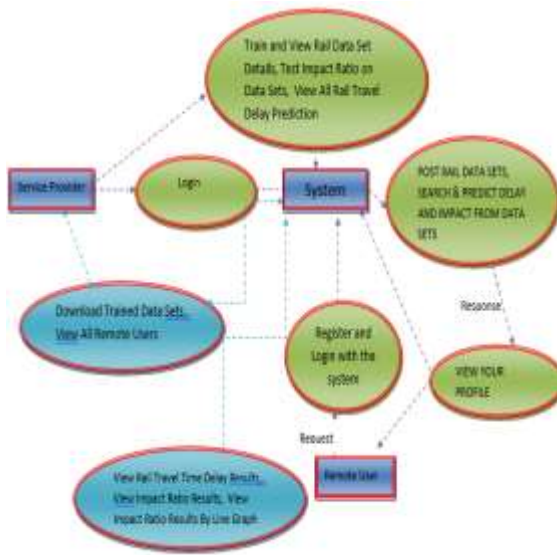 Train and View Rail Data Set
Details, Test Impact Ratio on
Data Sets, View All Rail Travel
Delay Prediction
Service Provider
Login
System
POST RAIL DATA SETS,
SEARCH & PREDICT DELAY
AND IMPACT FROM DATA
SETS
Download Trained Data Sets,
View All Remote Users
Register and
Login with the
system
Response
VIEW YOUR
PROFILE
Request
Remote User
View Rail Travel Time Delay Results,
View Impact Ratio Results, View
Impact Ratio Results By Line Graph